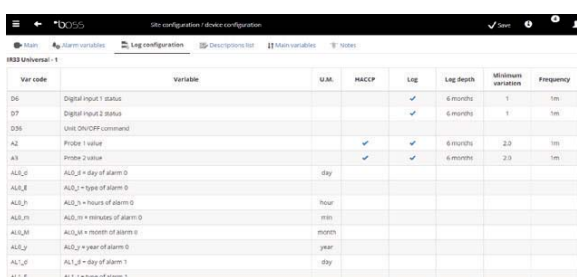 boss Site configuration / device configuration Save 0
Main Alarm variables Log configuration Descriptions list Main variables Notes
IR33 Universal - 1
Var code Variable U.M. HACCP Log Log depth Minimum variation Frequency
D6 Digital input 1 status 6 months 1 1m
D7 Digital input 2 status 6 months 1 1m
D36 Unit ON/OFF command
A2 Probe 1 value 6 months 2.0 1m
A3 Probe 2 value 6 months 2.0 1m
AL0_d AL0_d = day of alarm 0 day
AL0_t = type of alarm 0
AL0_h AL0_h = hours of alarm 0 hour
AL0_m AL0_m = minutes of alarm 0 min
AL0_M AL0_M = month of alarm 0 month
AL0_y AL0_y = year of alarm 0 year
AL1_d AL1_d = day of alarm 1 day